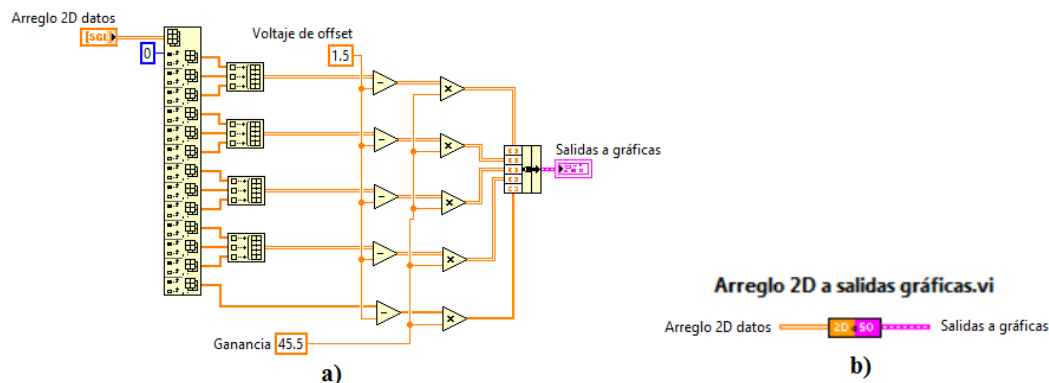 Arreglo 2D datos
[SGL]
0
Voltaje de offset
1.5
Salidas a gráficas
Ganancia 45.5
a)
Arreglo 2D a salidas gráficas.vi
Arreglo 2D datos 2D SO Salidas a gráficas
b)